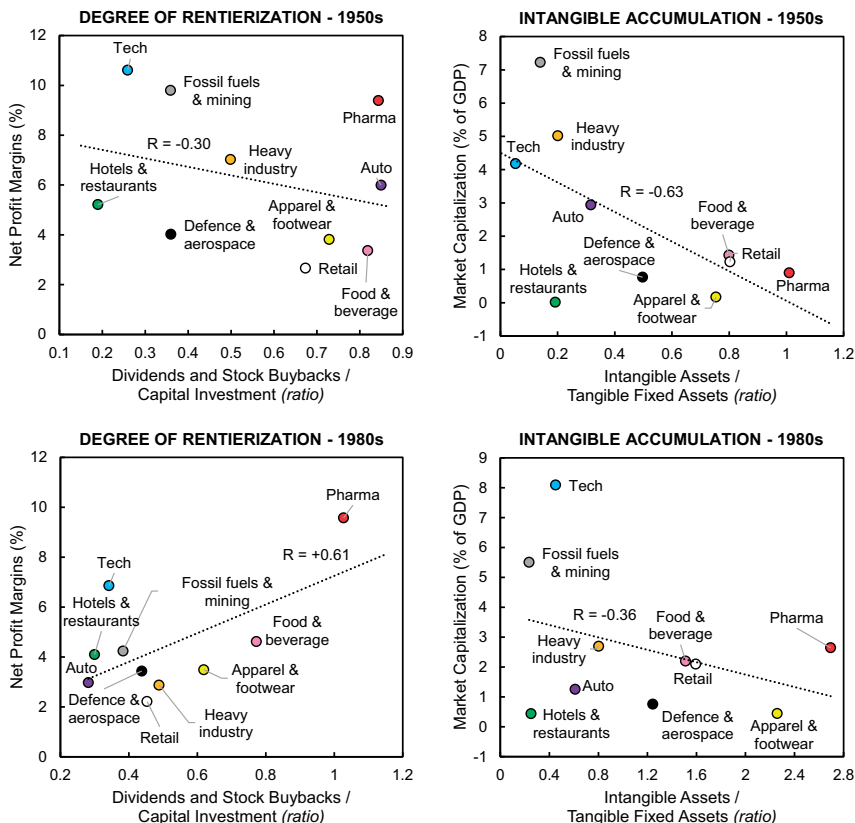 DEGREE OF RENTIERIZATION - 1950s
Net Profit Margins (%)
12
10
8
6
4
2
0
Tech
Fossil fuels
& mining
Pharma
R = -0.30
Heavy
industry
Auto
Hotels &
restaurants
Defence &
aerospace
Apparel &
footwear
Retail
Food &
beverage
0.1 0.2 0.3 0.4 0.5 0.6 0.7 0.8 0.9
Dividends and Stock Buybacks /
Capital Investment (ratio)
INTANGIBLE ACCUMULATION - 1950s
Market Capitalization (% of GDP)
8
7
6
5
4
3
2
1
0
-1
Fossil fuels
& mining
Tech
Heavy
industry
R = -0.63
Auto
Food &
beverage
Defence &
aerospace
Retail
Hotels &
restaurants
Apparel &
footwear
Pharma
0 0.2 0.4 0.6 0.8 1 1.2
Intangible Assets /
Tangible Fixed Assets (ratio)
DEGREE OF RENTIERIZATION - 1980s
Net Profit Margins (%)
12
10
8
6
4
2
0
Pharma
R = +0.61
Tech
Fossil fuels &
mining
Hotels &
restaurants
Food &
beverage
Auto
Apparel &
footwear
Defence &
aerospace
Heavy
industry
Retail
0.2 0.4 0.6 0.8 1 1.2
Dividends and Stock Buybacks /
Capital Investment (ratio)
INTANGIBLE ACCUMULATION - 1980s
Market Capitalization (% of GDP)
9
8
7
6
5
4
3
2
1
0
-1
Tech
Fossil fuels
& mining
R = -0.36
Food &
beverage
Pharma
Heavy
industry
Retail
Auto
Hotels &
restaurants
Defence &
aerospace
Apparel &
footwear
0 0.4 0.8 1.2 1.6 2 2.4 2.8
Intangible Assets /
Tangible Fixed Assets (ratio)